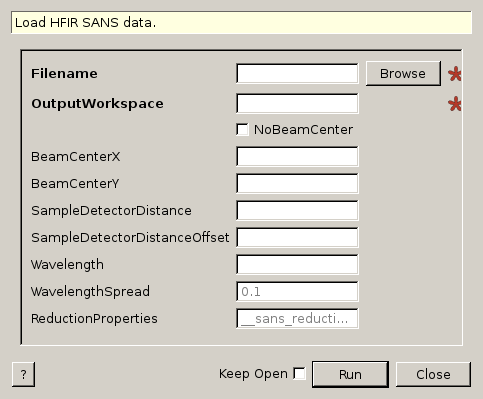 Load HFIR SANS data.
Filename Browse *
OutputWorkspace *
NoBeamCenter
BeamCenterX
BeamCenterY
SampleDetectorDistance
SampleDetectorDistanceOffset
Wavelength
WavelengthSpread 0.1
ReductionProperties __sans_reducti...
? Keep Open Run Close